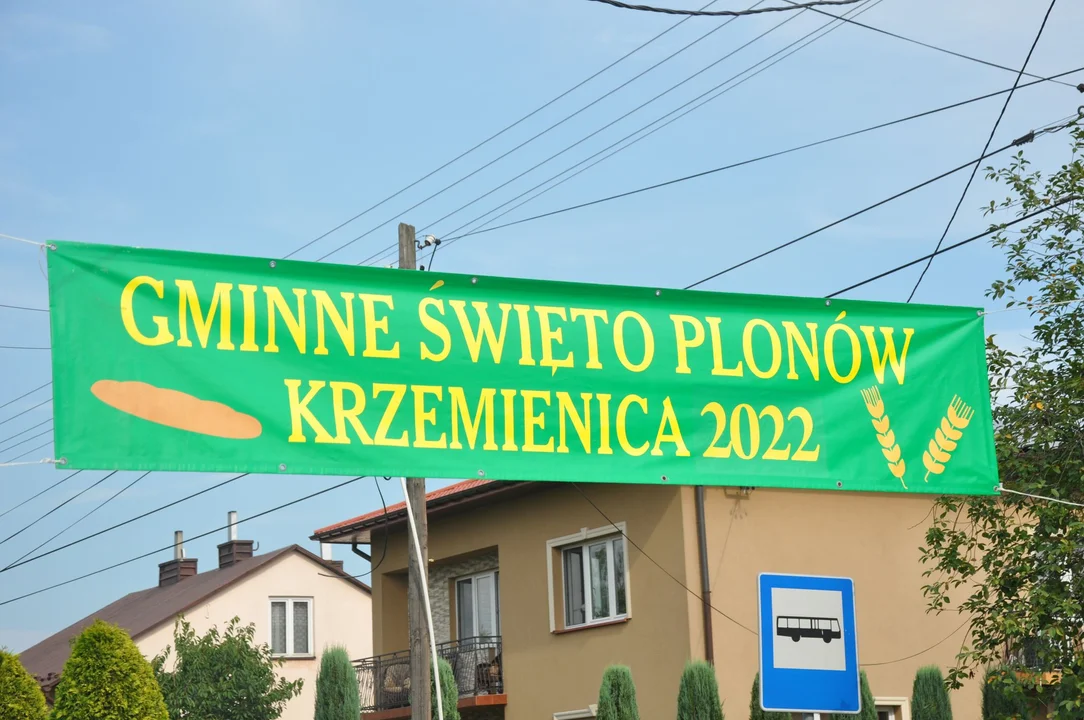 GMINNE ŚWIĘTO PLONÓW
KRZEMIENICA 2022